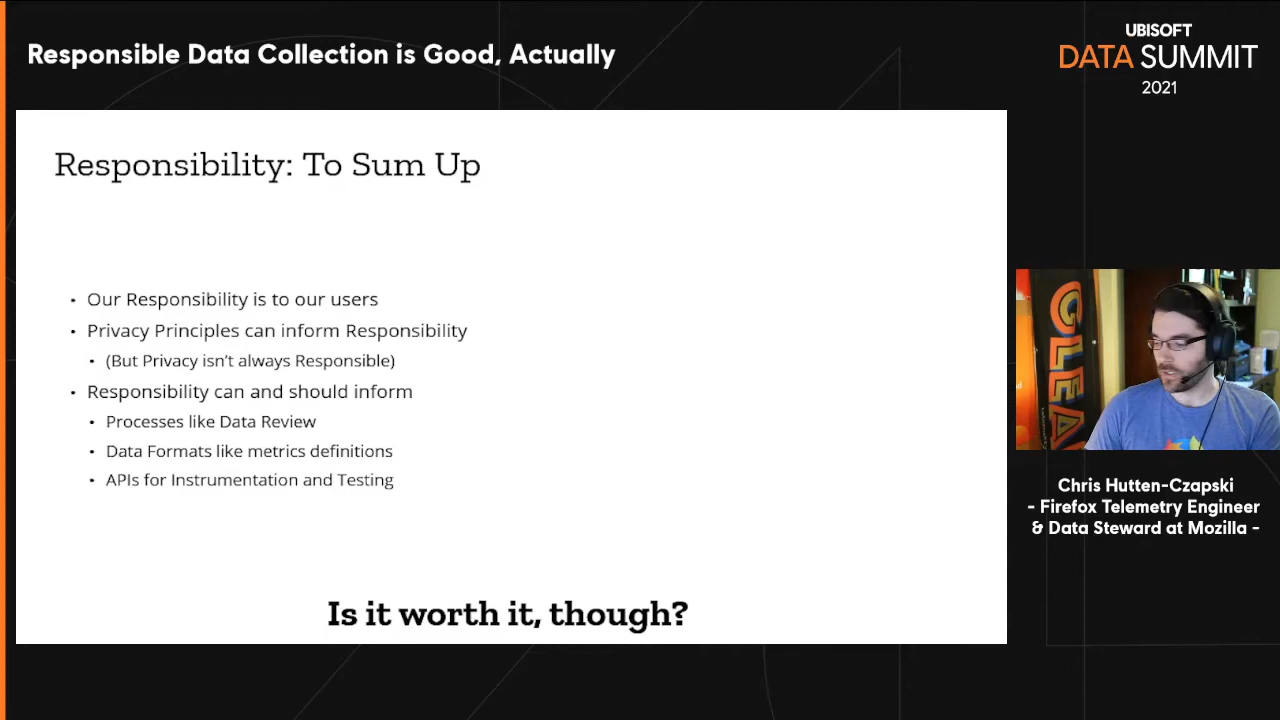 Responsible Data Collection is Good, Actually
UBISOFT
DATA SUMMIT
2021
Responsibility: To Sum Up
• Our Responsibility is to our users
• Privacy Principles can inform Responsibility
• (But Privacy isn't always Responsible)
• Responsibility can and should inform
• Processes like Data Review
• Data Formats like metrics definitions
• APIs for Instrumentation and Testing
Is it worth it, though?
GLEA
Chris Hutten-Czapski
- Firefox Telemetry Engineer
& Data Steward at Mozilla -